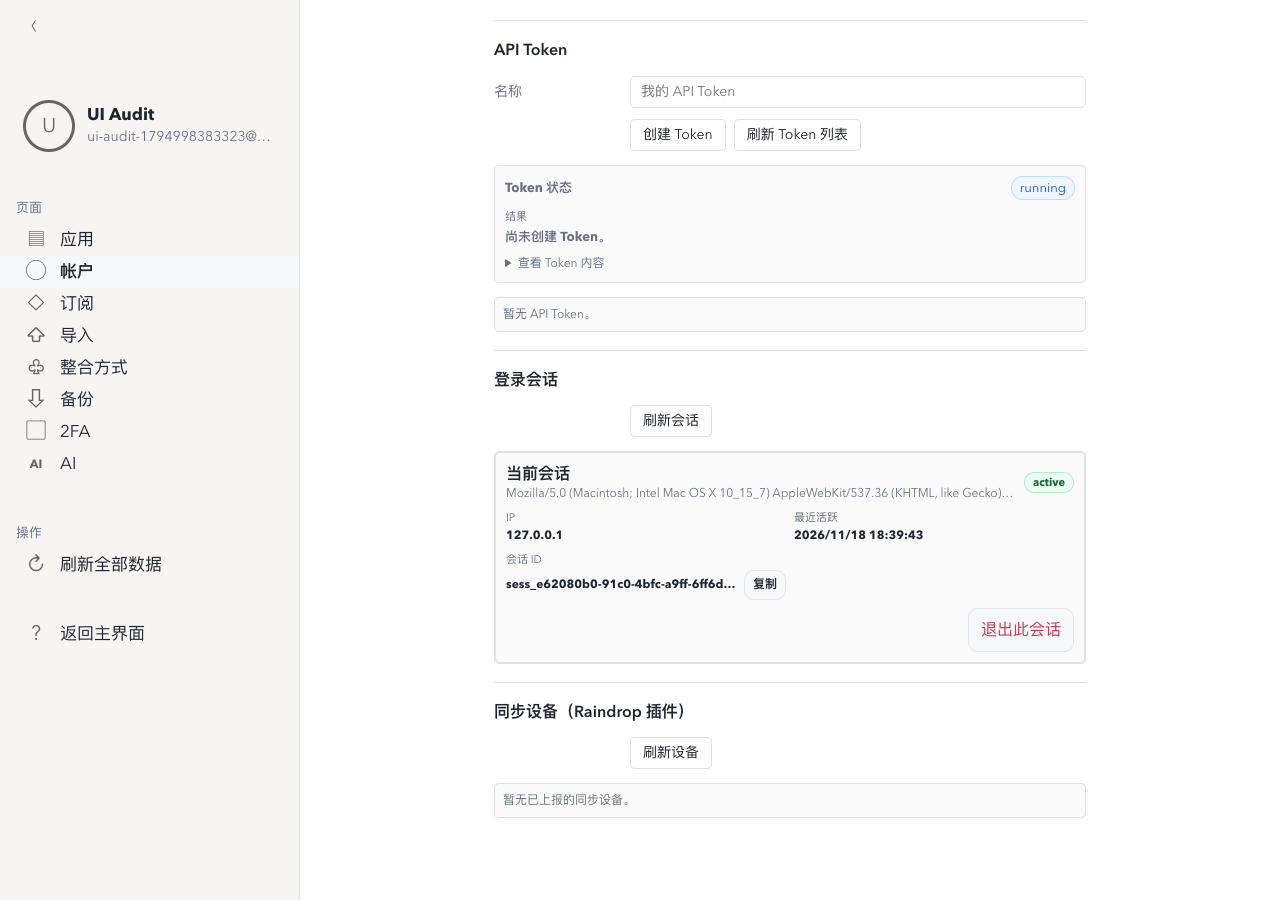 UI Audit
U
ui-audit-1794998383323@...
页面
应用
帐户
订阅
导入
整合方式
备份
2FA
AI AI
操作
刷新全部数据
? 返回主界面
API Token
名称 我的 API Token
创建 Token 刷新 Token 列表
Token 状态 running
结果
尚未创建 Token。
查看 Token 内容
暂无 API Token。
登录会话
刷新会话
当前会话 active
Mozilla/5.0 (Macintosh; Intel Mac OS X 10_15_7) AppleWebKit/537.36 (KHTML, like Gecko)...
IP 最近活跃
127.0.0.1 2026/11/18 18:39:43
会话 ID
sess_e62080b0-91c0-4bfc-a9ff-6ff6d... 复制
退出此会话
同步设备（Raindrop 插件）
刷新设备
暂无已上报的同步设备。